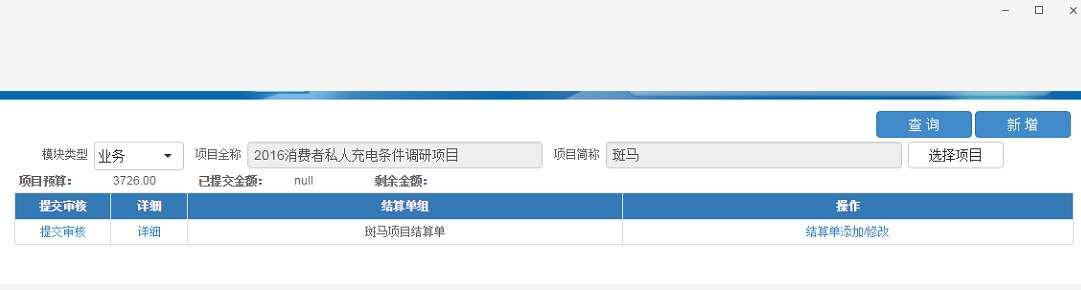 查 询 新 增
模块类型 业务 项目全称 2016消费者私人充电条件调研项目 项目简称 斑马 选择项目
项目预算： 3726.00 已提交金额： null 剩余金额：
提交审核 详细 结算单组 操作
提交审核 详细 斑马项目结算单 结算单添加/修改